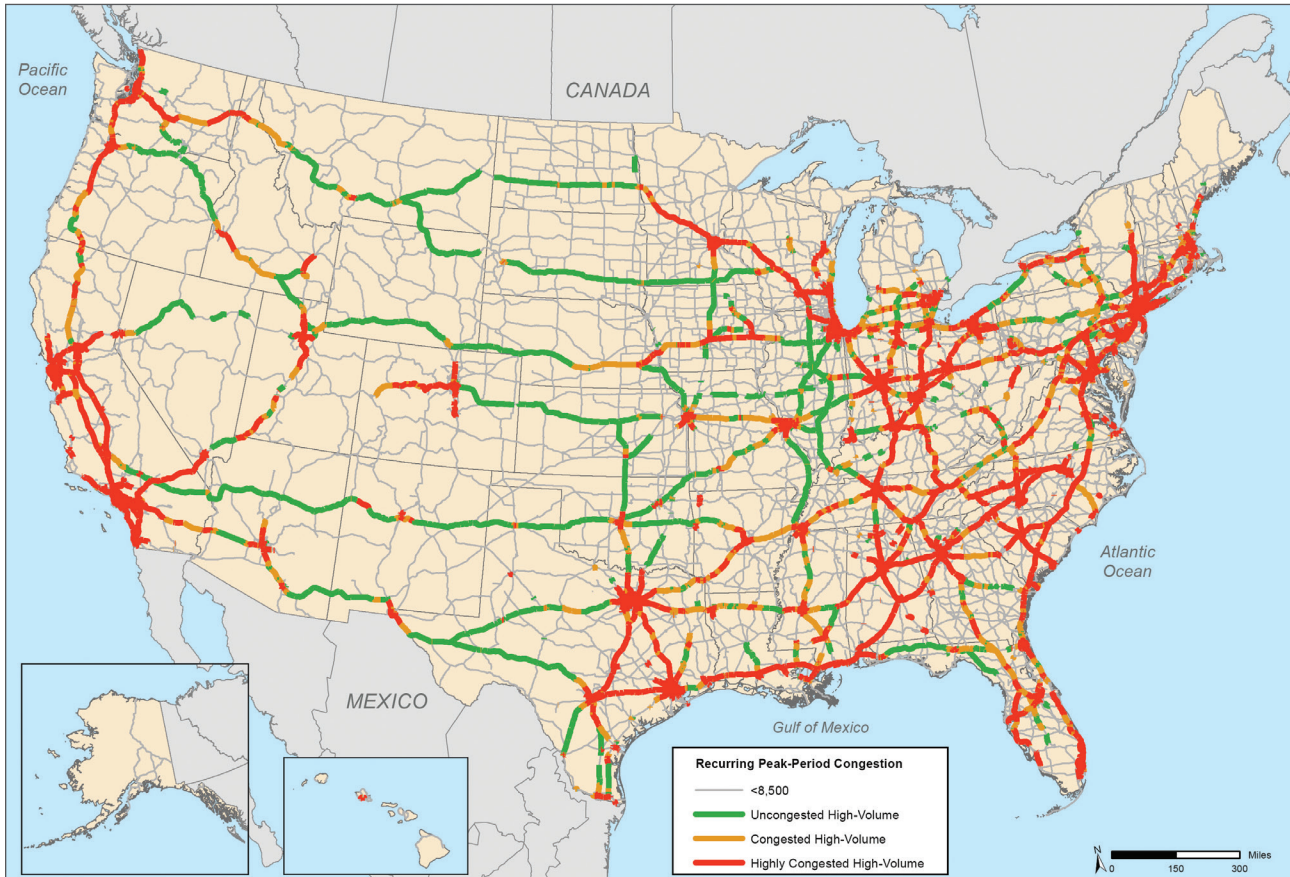 Pacific
Ocean
CANADA
Atlantic
Ocean
MEXICO
Gulf of Mexico
Recurring Peak-Period Congestion
<8,500
Uncongested High-Volume
Congested High-Volume
Highly Congested High-Volume
N
Miles
0 150 300